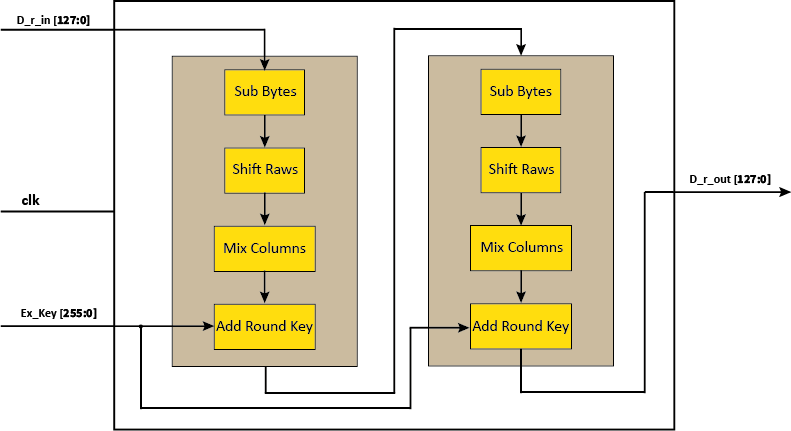 D_r_in [127:0]
Sub Bytes
Shift Raws
Mix Columns
Add Round Key
Sub Bytes
Shift Raws
Mix Columns
Add Round Key
D_r_out [127:0]
clk
Ex_Key [255:0]